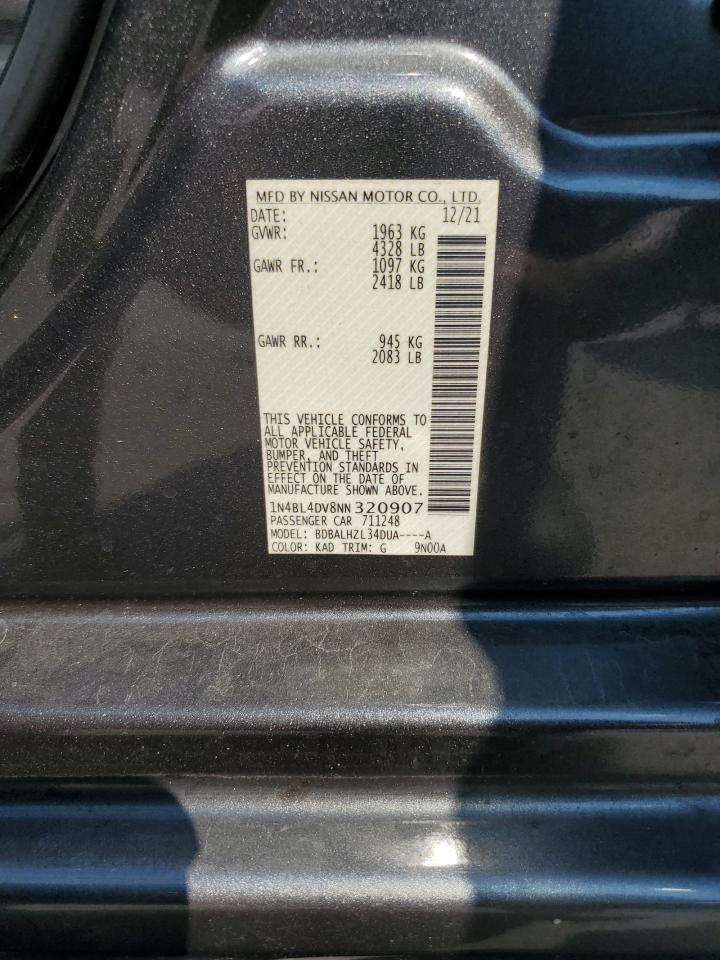 MFD BY NISSAN MOTOR CO., LTD.
DATE: 12/21
GVWR: 1963 KG
4328 LB
GAWR FR.: 1097 KG
2418 LB
GAWR RR.: 945 KG
2083 LB
THIS VEHICLE CONFORMS TO
ALL APPLICABLE FEDERAL
MOTOR VEHICLE SAFETY,
BUMPER, AND THEFT
PREVENTION STANDARDS IN
EFFECT ON THE DATE OF
MANUFACTURE SHOWN ABOVE.
1N4BL4DV8NN320907
PASSENGER CAR 711248
MODEL: BDBALHZL34DUA----A
COLOR: KAD TRIM: G 9N00A